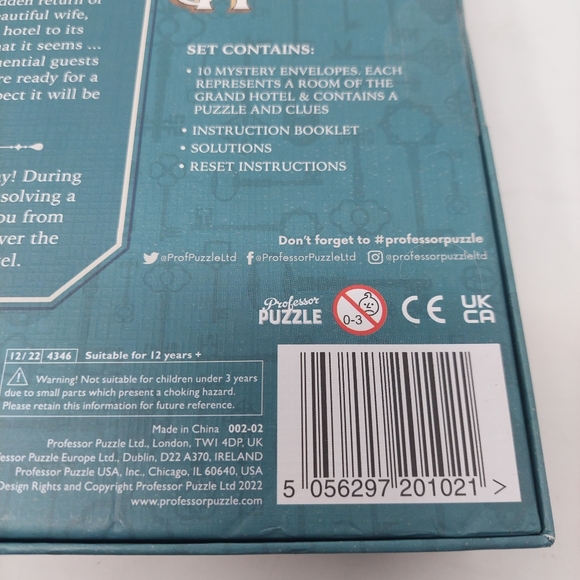 dden return of
eautiful wife,
hotel to its
at it seems ...
uential guests
re ready for a
pect it will be
ay! During
esolving a
ou from
ver the
el.
SET CONTAINS:
• 10 MYSTERY ENVELOPES. EACH
REPRESENTS A ROOM OF THE
GRAND HOTEL & CONTAINS A
PUZZLE AND CLUES
• INSTRUCTION BOOKLET
• SOLUTIONS
• RESET INSTRUCTIONS
Don't forget to #professorpuzzle
@ProfPuzzleLtd @ProfessorPuzzleLtd @professorpuzzleltd
Professor
PUZZLE
0-3
CE
UK
CA
12/22 4346 Suitable for 12 years +
Warning! Not suitable for children under 3 years
due to small parts which present a choking hazard.
Please retain this information for future reference.
Made in China 002-02
Professor Puzzle Ltd., London, TW1 4DP, UK
essor Puzzle Europe Ltd., Dublin, D22 A370, IRELAND
Professor Puzzle USA, Inc., Chicago, IL 60640, USA
Design Rights and Copyright Professor Puzzle Ltd 2022
www.professorpuzzle.com
5 056297 201021 >